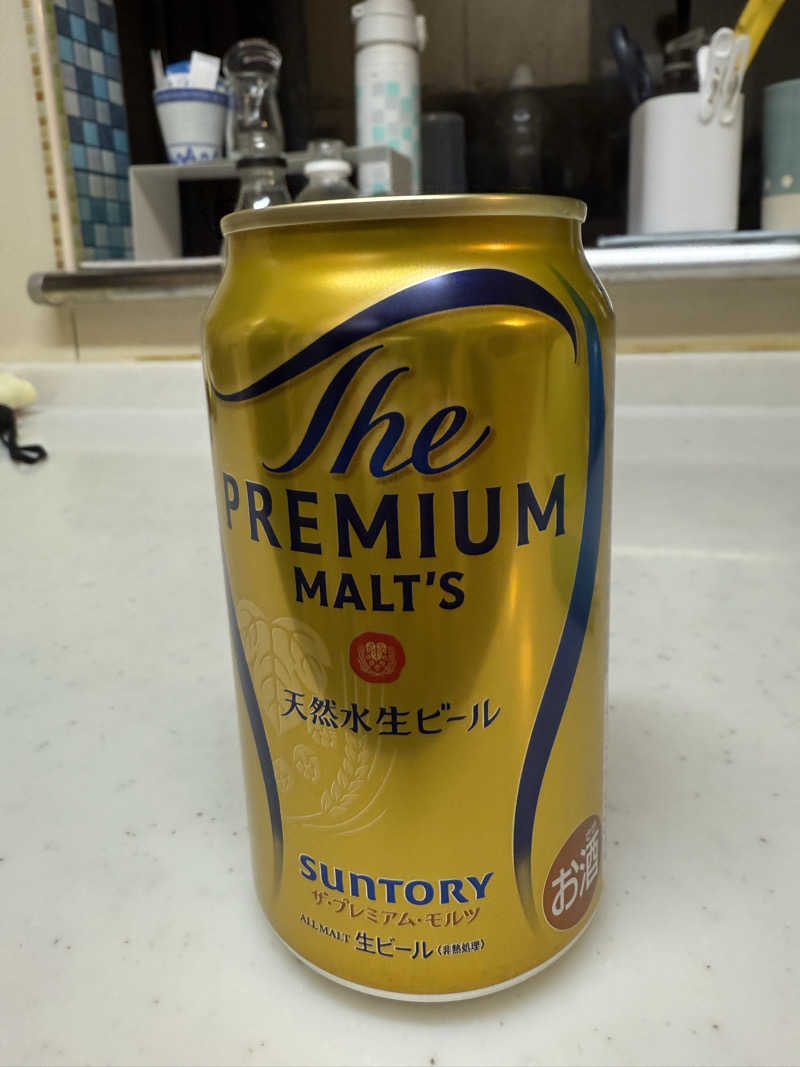 The
PREMIUM
MALT'S
天然水生ビール
SUNTORY
ザ・プレミアム・モルツ
ALL MALT 生ビール（非熱処理）
お酒